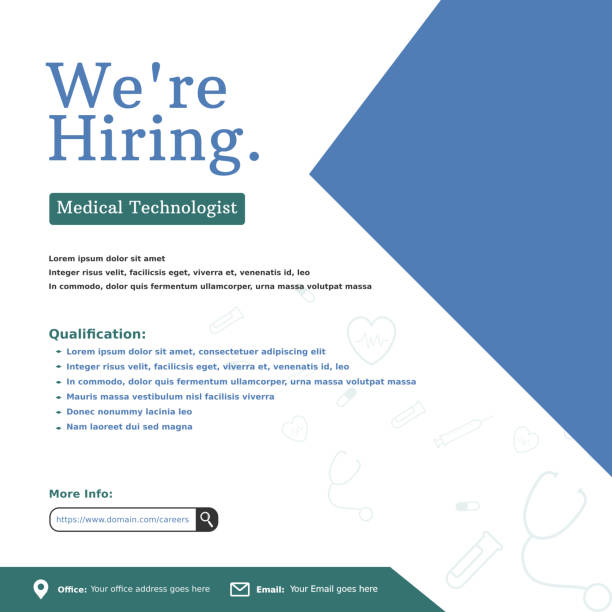 We're
Hiring.
Medical Technologist
Lorem ipsum dolor sit amet
Integer risus velit, facilicsis eget, viverra et, venenatis id, leo
In commodo, dolor quis fermentum ullamcorper, urna massa volutpat massa
Qualification:
Lorem ipsum dolor sit amet, consectetuer adipiscing elit
Integer risus velit, facilicsis eget, viverra et, venenatis id, leo
In commodo, dolor quis fermentum ullamcorper, urna massa volutpat massa
Mauris massa vestibulum nisl facilisis viverra
Donec nonummy lacinia leo
Nam laoreet dui sed magna
More Info:
https://www.domain.com/careers
Office: Your office address goes here
Email: Your Email goes here